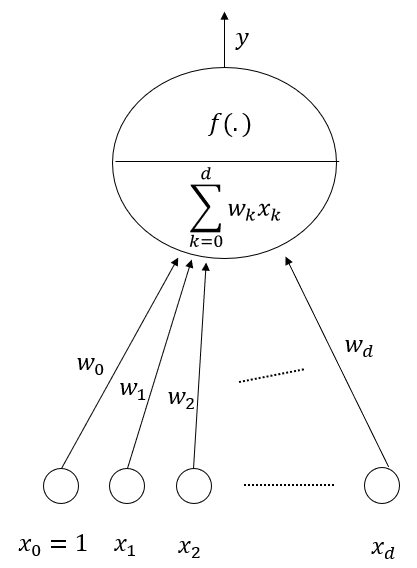 y
f(.)
d
∑ w_k x_k
k=0
w_0
w_1
w_2
w_d
x_0 = 1 x_1 x_2 x_d